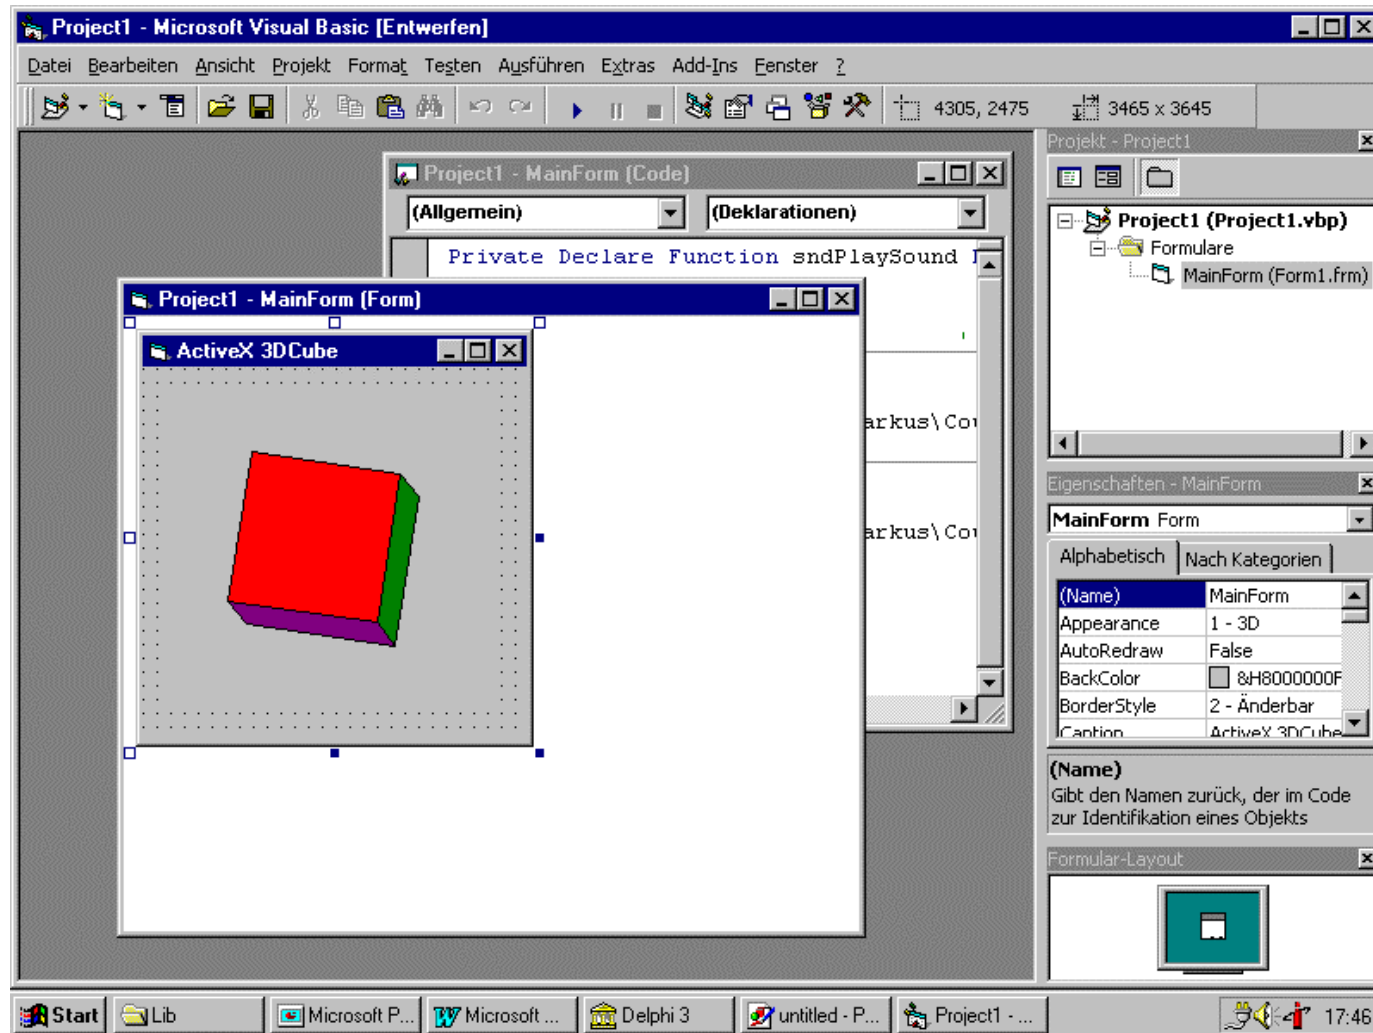 Project1 - Microsoft Visual Basic [Entwerfen]
Datei Bearbeiten Ansicht Projekt Format Testen Ausführen Extras Add-Ins Fenster ?
4305, 2475 3465 x 3645
Project1 - MainForm (Code)
(Allgemein) (Deklarationen)
Private Declare Function sndPlaySound
arkus\Cou
arkus\Cou
Project1 - MainForm (Form)
ActiveX 3DCube
Projekt - Project1
Project1 (Project1.vbp)
Formulare
MainForm (Form1.frm)
Eigenschaften - MainForm
MainForm Form
Alphabetisch Nach Kategorien
(Name) MainForm
Appearance 1 - 3D
AutoRedraw False
BackColor &H8000000F
BorderStyle 2 - Änderbar
Caption ActiveX 3DCube
(Name)
Gibt den Namen zurück, der im Code
zur Identifikation eines Objekts
Formular-Layout
Start Lib Microsoft P... Microsoft ... Delphi 3 untitled - P... Project1 - ... 17:46